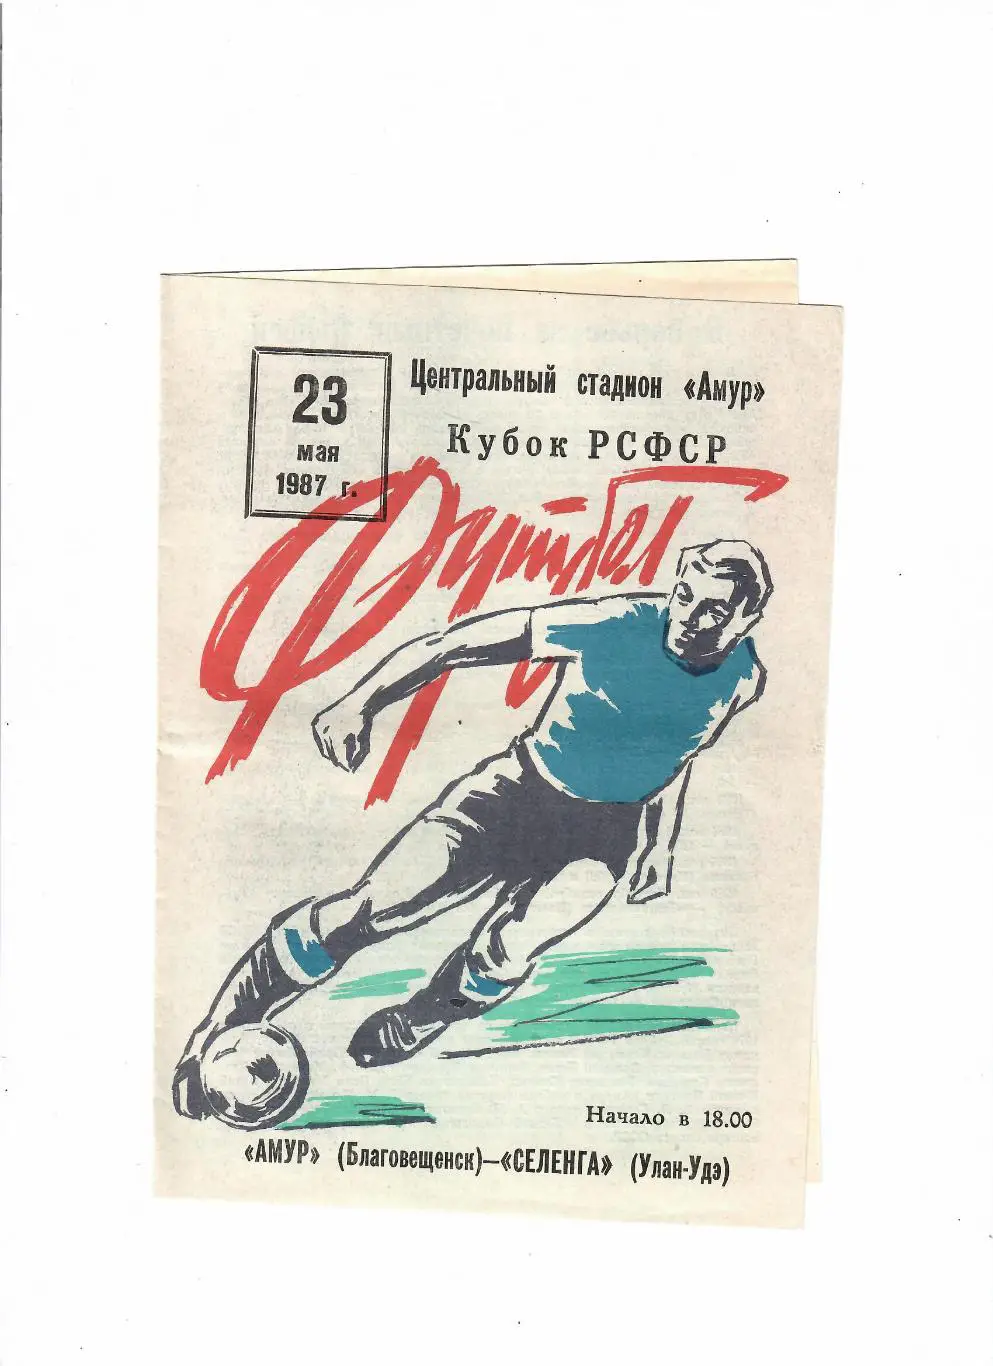 23
мая
1987 г.
Центральный стадион «Амур»
Кубок РСФСР
Футбол
Начало в 18.00
«АМУР» (Благовещенск)–«СЕЛЕНГА» (Улан-Удэ)